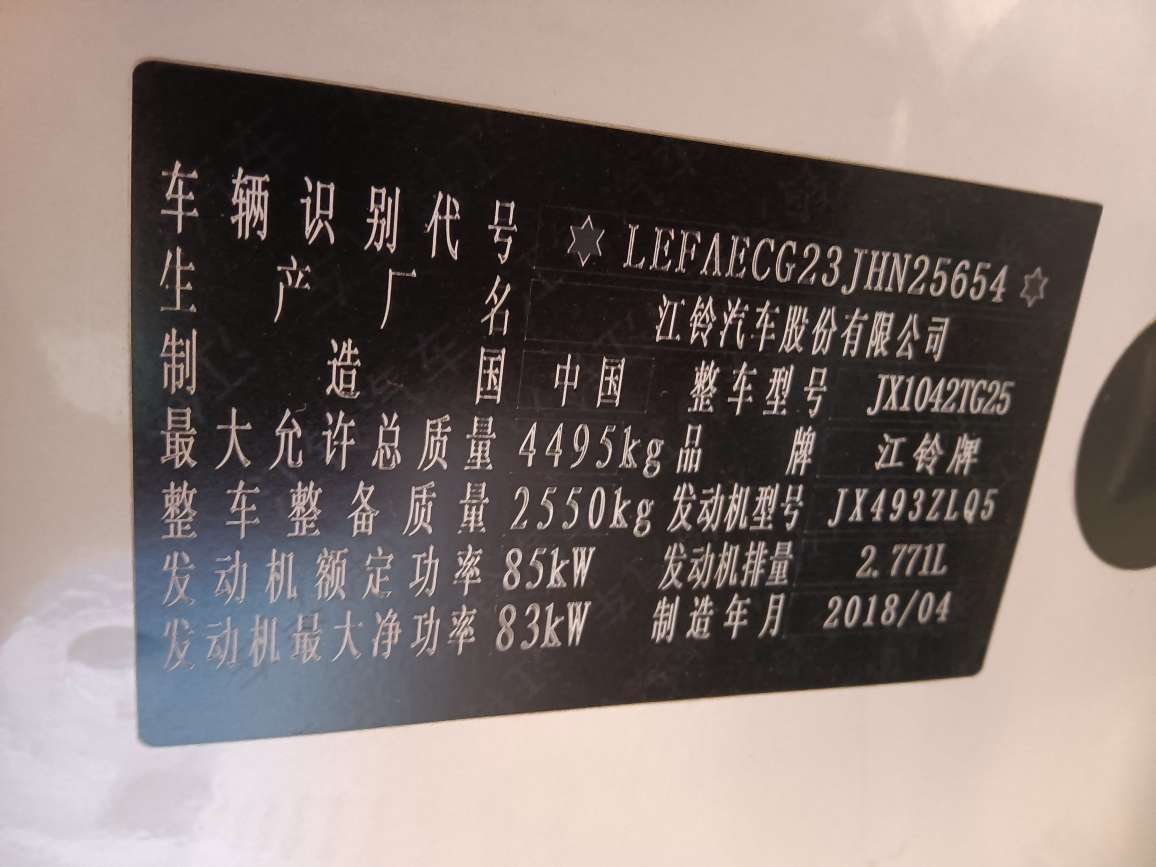 车辆识别代号 ✡LEFAECG23JHN25654✡
生产厂名 江铃汽车股份有限公司
制造国 中国 整车型号 JX1042TG25
最大允许总质量 4495kg 品牌 江铃牌
整车整备质量 2550kg 发动机型号 JX493ZLQ5
发动机额定功率 85kW 发动机排量 2.771L
发动机最大净功率 83kW 制造年月 2018/04